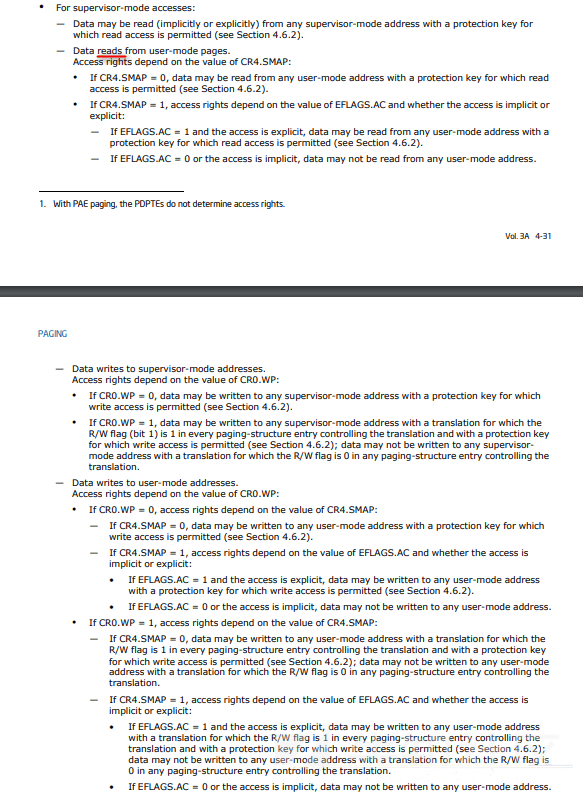 • For supervisor-mode accesses:
— Data may be read (implicitly or explicitly) from any supervisor-mode address with a protection key for
which read access is permitted (see Section 4.6.2).
— Data reads from user-mode pages.
Access rights depend on the value of CR4.SMAP:
• If CR4.SMAP = 0, data may be read from any user-mode address with a protection key for which read
access is permitted (see Section 4.6.2).
• If CR4.SMAP = 1, access rights depend on the value of EFLAGS.AC and whether the access is implicit or
explicit:
— If EFLAGS.AC = 1 and the access is explicit, data may be read from any user-mode address with a
protection key for which read access is permitted (see Section 4.6.2).
— If EFLAGS.AC = 0 or the access is implicit, data may not be read from any user-mode address.
1. With PAE paging, the PDPTEs do not determine access rights.
Vol. 3A 4-31
PAGING
— Data writes to supervisor-mode addresses.
Access rights depend on the value of CR0.WP:
• If CR0.WP = 0, data may be written to any supervisor-mode address with a protection key for which
write access is permitted (see Section 4.6.2).
• If CR0.WP = 1, data may be written to any supervisor-mode address with a translation for which the
R/W flag (bit 1) is 1 in every paging-structure entry controlling the translation and with a protection key
for which write access is permitted (see Section 4.6.2); data may not be written to any supervisor-
mode address with a translation for which the R/W flag is 0 in any paging-structure entry controlling the
translation.
— Data writes to user-mode addresses.
Access rights depend on the value of CR0.WP:
• If CR0.WP = 0, access rights depend on the value of CR4.SMAP:
— If CR4.SMAP = 0, data may be written to any user-mode address with a protection key for which
write access is permitted (see Section 4.6.2).
— If CR4.SMAP = 1, access rights depend on the value of EFLAGS.AC and whether the access is
implicit or explicit:
• If EFLAGS.AC = 1 and the access is explicit, data may be written to any user-mode address
with a protection key for which write access is permitted (see Section 4.6.2).
• If EFLAGS.AC = 0 or the access is implicit, data may not be written to any user-mode address.
• If CR0.WP = 1, access rights depend on the value of CR4.SMAP:
— If CR4.SMAP = 0, data may be written to any user-mode address with a translation for which the
R/W flag is 1 in every paging-structure entry controlling the translation and with a protection key
for which write access is permitted (see Section 4.6.2); data may not be written to any user-mode
address with a translation for which the R/W flag is 0 in any paging-structure entry controlling the
translation.
— If CR4.SMAP = 1, access rights depend on the value of EFLAGS.AC and whether the access is
implicit or explicit:
• If EFLAGS.AC = 1 and the access is explicit, data may be written to any user-mode address
with a translation for which the R/W flag is 1 in every paging-structure entry controlling the
translation and with a protection key for which write access is permitted (see Section 4.6.2);
data may not be written to any user-mode address with a translation for which the R/W flag is
0 in any paging-structure entry controlling the translation.
• If EFLAGS.AC = 0 or the access is implicit, data may not be written to any user-mode address.